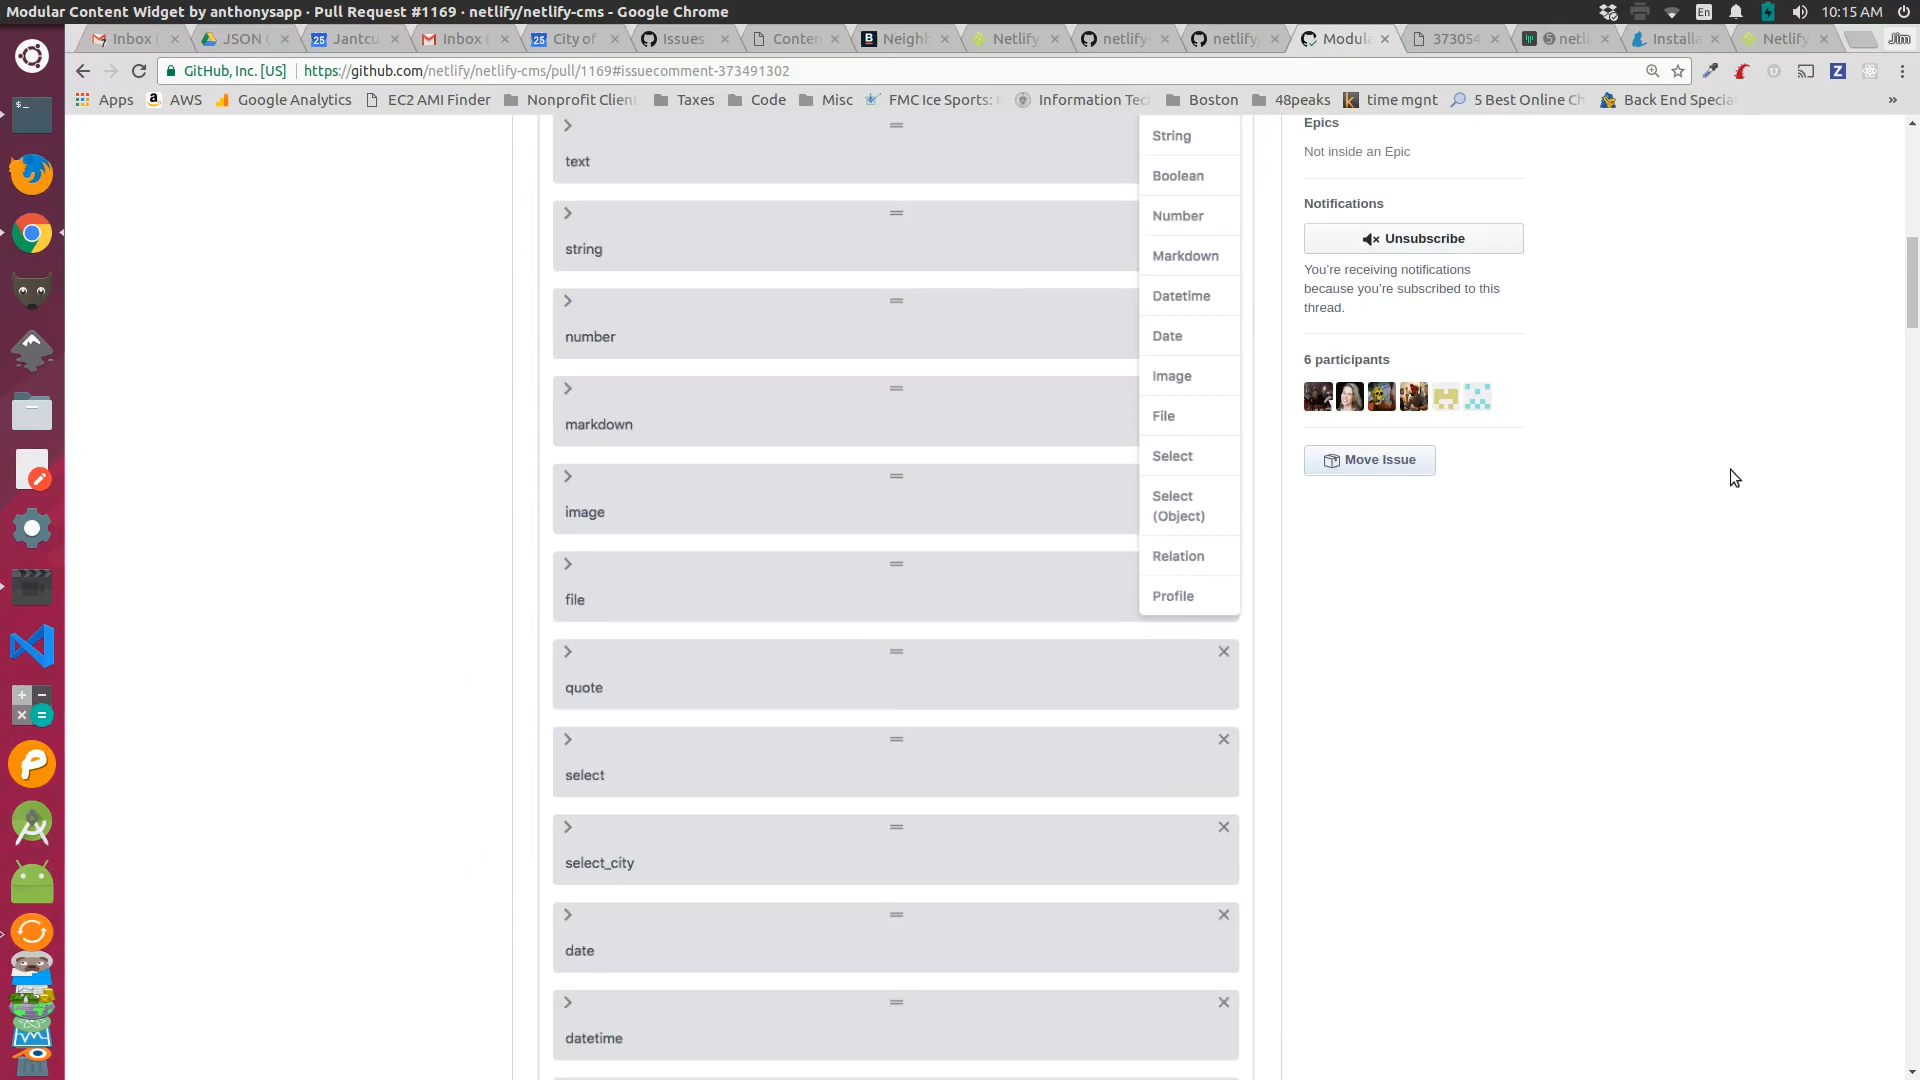 Modular Content Widget by anthonysapp · Pull Request #1169 · netlify/netlify-cms - Google Chrome
En
10:15 AM
Inbox (
JSON
Jantcu
Inbox (
City of
Issues
Conten
Neighb
Netlify
netlify-
netlify,
Modula
373054
netli
Installa
Netlify
Jim
GitHub, Inc. [US]
https://github.com/netlify/netlify-cms/pull/1169#issuecomment-373491302
Apps
AWS
Google Analytics
EC2 AMI Finder
Nonprofit Client
Taxes
Code
Misc
FMC Ice Sports:
Information Tec
Boston
48peaks
time mgnt
5 Best Online Ch
Back End Specia
»
text
string
number
markdown
image
file
quote
select
select_city
date
datetime
String
Boolean
Number
Markdown
Datetime
Date
Image
File
Select
Select
(Object)
Relation
Profile
Epics
Not inside an Epic
Notifications
Unsubscribe
You’re receiving notifications
because you’re subscribed to this
thread.
6 participants
Move Issue